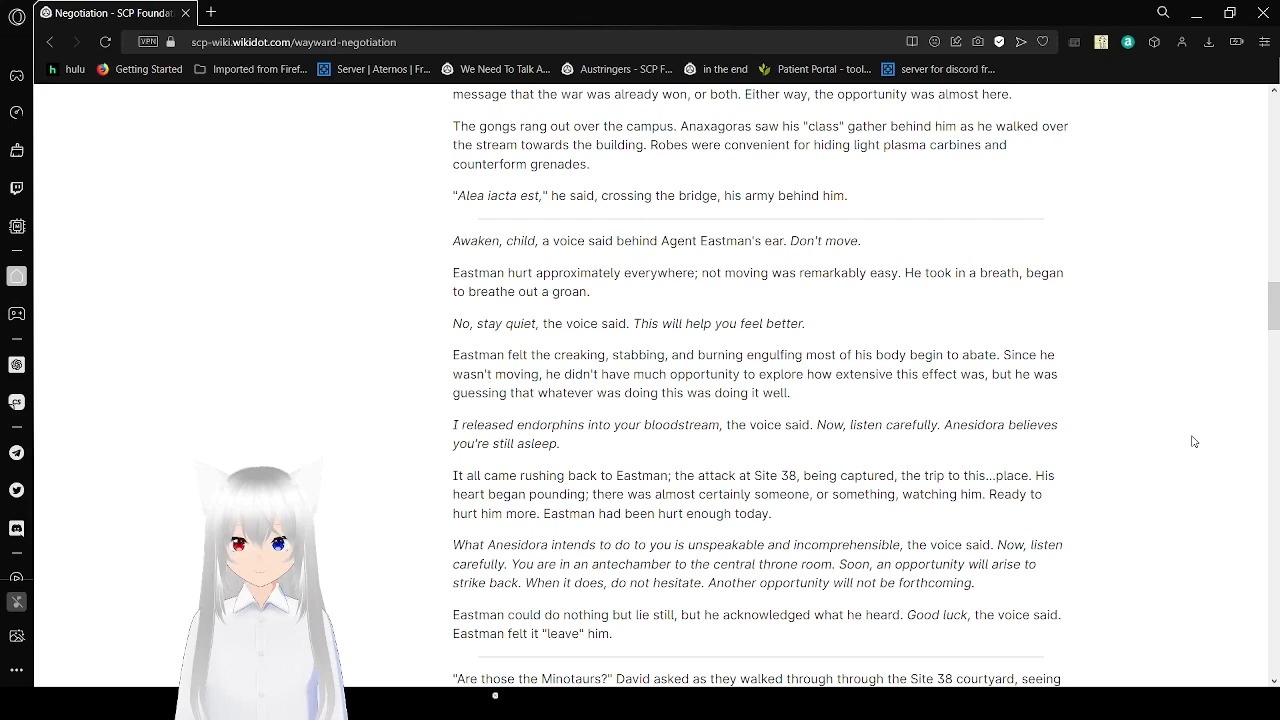 Negotiation - SCP Foundat
scp-wiki.wikidot.com/wayward-negotiation
VPN
hulu
Getting Started
Imported from Firef...
Server | Aternos | Fr...
We Need To Talk A...
Austringers - SCP F...
in the end
Patient Portal - tool...
server for discord fr...
message that the war was already won, or both. Either way, the opportunity was almost here.
The gongs rang out over the campus. Anaxagoras saw his "class" gather behind him as he walked over
the stream towards the building. Robes were convenient for hiding light plasma carbines and
counterform grenades.
"Alea iacta est," he said, crossing the bridge, his army behind him.
Awaken, child, a voice said behind Agent Eastman's ear. Don't move.
Eastman hurt approximately everywhere; not moving was remarkably easy. He took in a breath, began
to breathe out a groan.
No, stay quiet, the voice said. This will help you feel better.
Eastman felt the creaking, stabbing, and burning engulfing most of his body begin to abate. Since he
wasn't moving, he didn't have much opportunity to explore how extensive this effect was, but he was
guessing that whatever was doing this was doing it well.
I released endorphins into your bloodstream, the voice said. Now, listen carefully. Anesidora believes
you're still asleep.
It all came rushing back to Eastman; the attack at Site 38, being captured, the trip to this...place. His
heart began pounding; there was almost certainly someone, or something, watching him. Ready to
hurt him more. Eastman had been hurt enough today.
What Anesidora intends to do to you is unspeakable and incomprehensible, the voice said. Now, listen
carefully. You are in an antechamber to the central throne room. Soon, an opportunity will arise to
strike back. When it does, do not hesitate. Another opportunity will not be forthcoming.
Eastman could do nothing but lie still, but he acknowledged what he heard. Good luck, the voice said.
Eastman felt it "leave" him.
"Are those the Minotaurs?" David asked as they walked through through the Site 38 courtyard, seeing